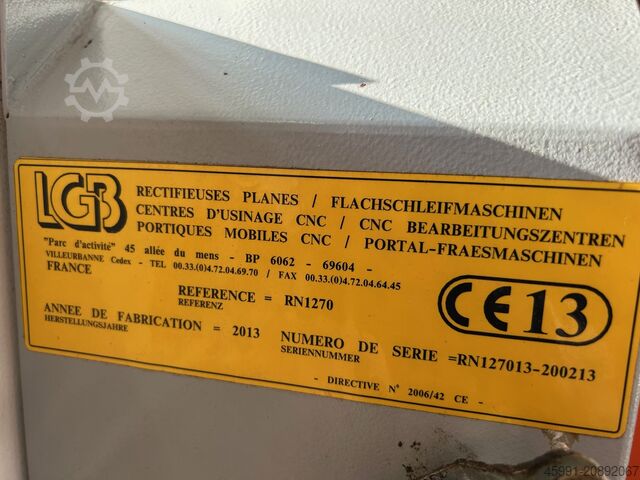 LGB
RECTIFIEUSES PLANES / FLACHSCHLEIFMASCHINEN
CENTRES D'USINAGE CNC / CNC BEARBEITUNGSZENTREN
PORTIQUES MOBILES CNC / PORTAL-FRAESMASCHINEN
"Parc d'activité" 45 allée du mens - BP 6062 - 69604 -
VILLEURBANNE Cedex - TEL 00.33.(0)4.72.04.69.70 / FAX 00.33.(0)4.72.04.64.45
FRANCE
REFERENCE = RN1270
REFERENZ
CE 13
ANNEE DE FABRICATION = 2013
HERSTELLUNGSJAHRE
NUMERO DE SERIE =RN127013-200213
SERIENNUMMER
- DIRECTIVE N° 2006/42 CE -
45991-20892067